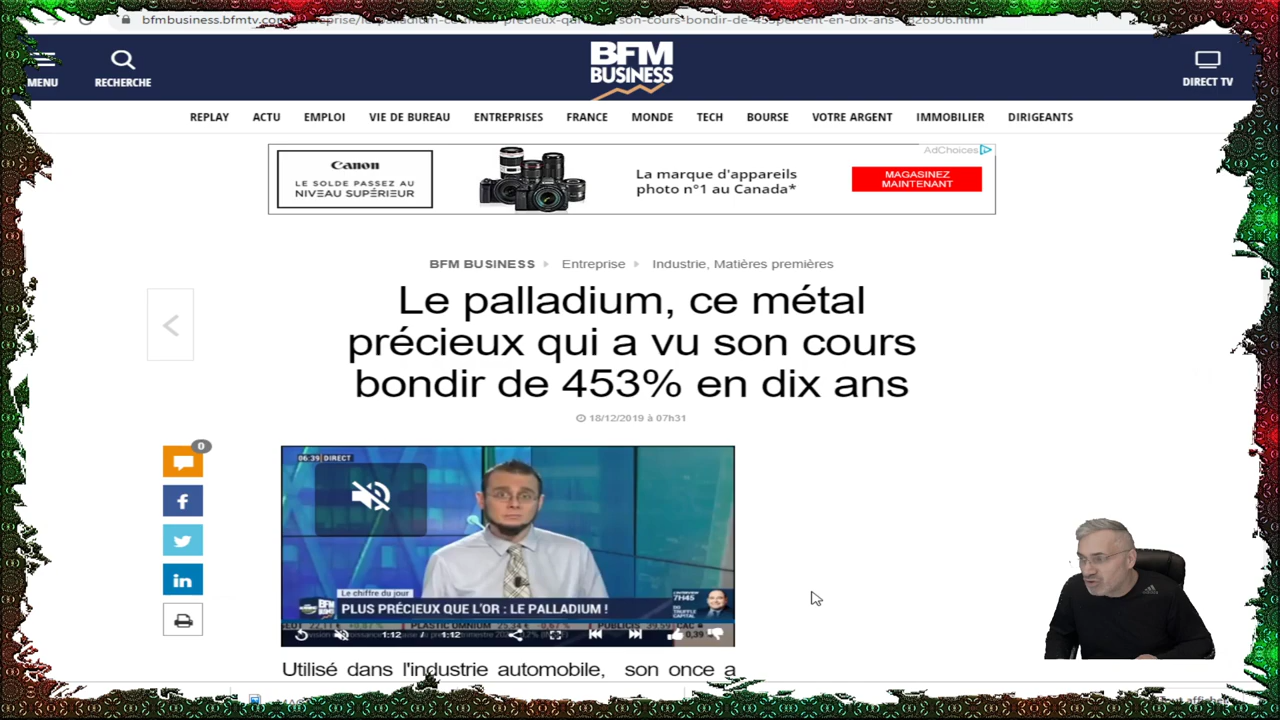 bfmbusiness.bfmtv.com
MENU
RECHERCHE
BFM
BUSINESS
DIRECT TV
REPLAY ACTU EMPLOI VIE DE BUREAU ENTREPRISES FRANCE MONDE TECH BOURSE VOTRE ARGENT IMMOBILIER DIRIGEANTS
AdChoices
Canon
LE SOLDE PASSEZ AU
NIVEAU SUPÉRIEUR
La marque d'appareils
photo n°1 au Canada*
MAGASINEZ
MAINTENANT
BFM BUSINESS Entreprise Industrie, Matières premières
Le palladium, ce métal
précieux qui a vu son cours
bondir de 453% en dix ans
18/12/2019 à 07h31
0
06:39 DIRECT
Le chiffre du jour
PLUS PRÉCIEUX QUE L'OR : LE PALLADIUM !
7H45
1:12 / 1:12
Utilisé dans l'industrie automobile, son once a